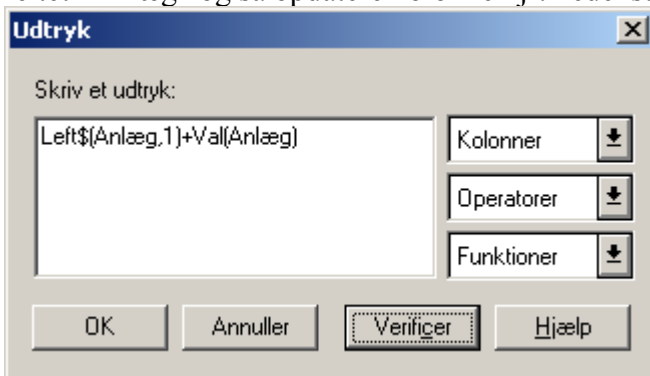 Udtryk
Skriv et udtryk:
Left$(Anlæg,1)+Val(Anlæg)
Kolonner
Operatorer
Funktioner
OK Annuller Verificer Hjælp